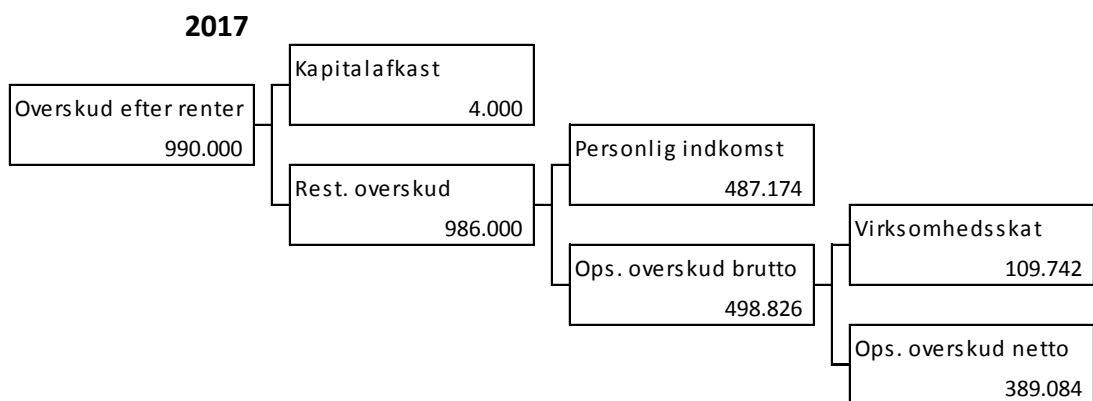 2017
Kapitalafkast
4.000
Overskud efter renter
990.000
Rest. overskud
986.000
Personlig indkomst
487.174
Ops. overskud brutto
498.826
Virksomhedsskat
109.742
Ops. overskud netto
389.084